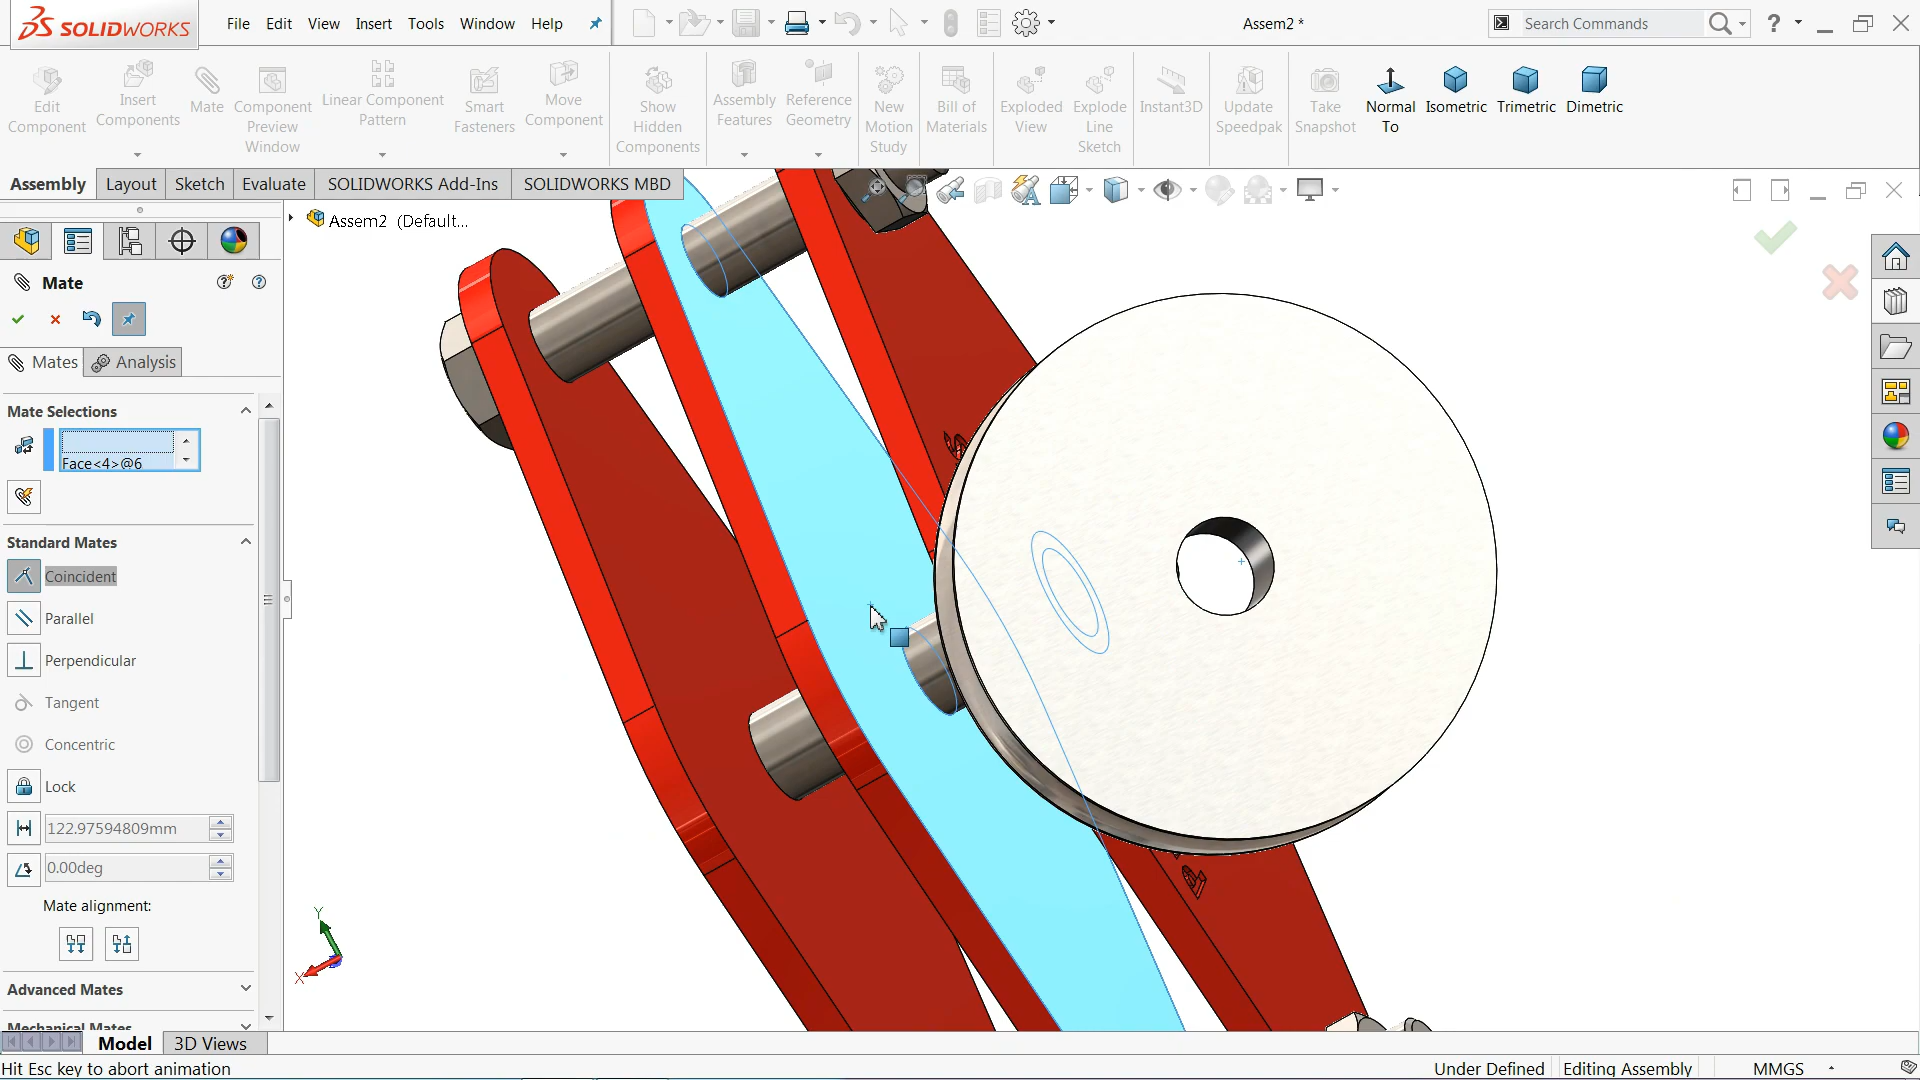 SOLIDWORKS
File Edit View Insert Tools Window Help
Assem2 *
Search Commands
Edit Component
Insert Components
Mate
Component Preview Window
Linear Component Pattern
Smart Fasteners
Move Component
Show Hidden Components
Assembly Features
Reference Geometry
New Motion Study
Bill of Materials
Exploded View
Explode Line Sketch
Instant3D
Update Speedpak
Take Snapshot
Normal To
Isometric
Trimetric
Dimetric
Assembly Layout Sketch Evaluate SOLIDWORKS Add-Ins SOLIDWORKS MBD
Assem2 (Default...
Mate
Mates Analysis
Mate Selections
Face<4>@6
Standard Mates
Coincident
Parallel
Perpendicular
Tangent
Concentric
Lock
122.97594809mm
0.00deg
Mate alignment:
Advanced Mates
Mechanical Mates
Y
X
Model 3D Views
Hit Esc key to abort animation
Under Defined Editing Assembly MMGS